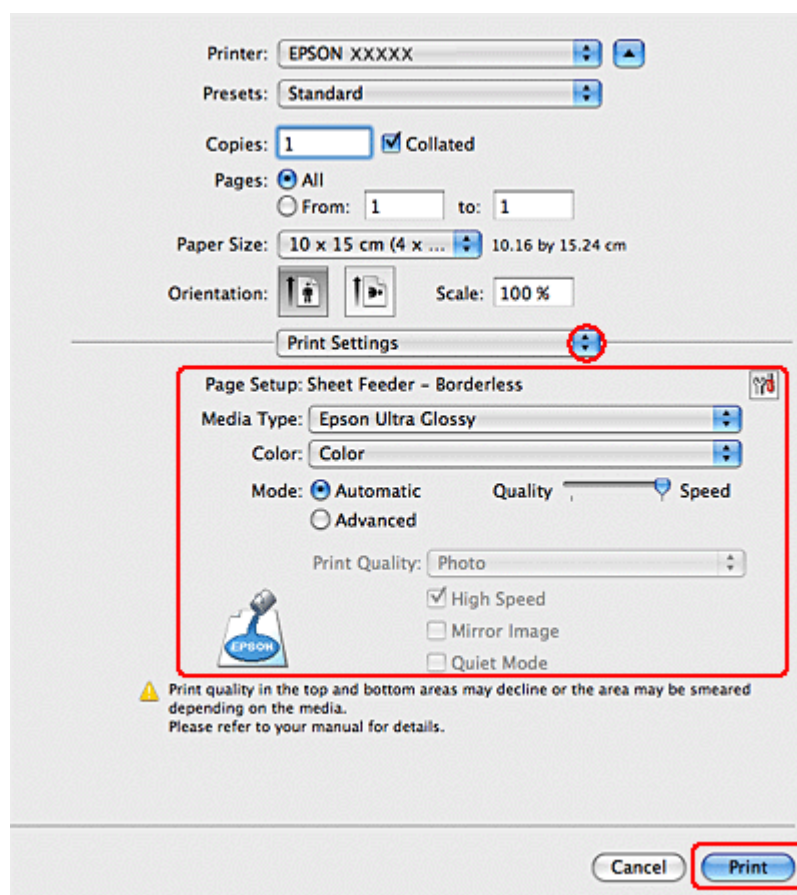 Printer: EPSON XXXXX
Presets: Standard
Copies: 1 Collated
Pages: All
From: 1 to: 1
Paper Size: 10 x 15 cm (4 x ... 10.16 by 15.24 cm
Orientation: Scale: 100 %
Print Settings
Page Setup: Sheet Feeder – Borderless
Media Type: Epson Ultra Glossy
Color: Color
Mode: Automatic Quality Speed
Advanced
Print Quality: Photo
High Speed
Mirror Image
EPSON
Quiet Mode
Print quality in the top and bottom areas may decline or the area may be smeared
depending on the media.
Please refer to your manual for details.
Cancel Print